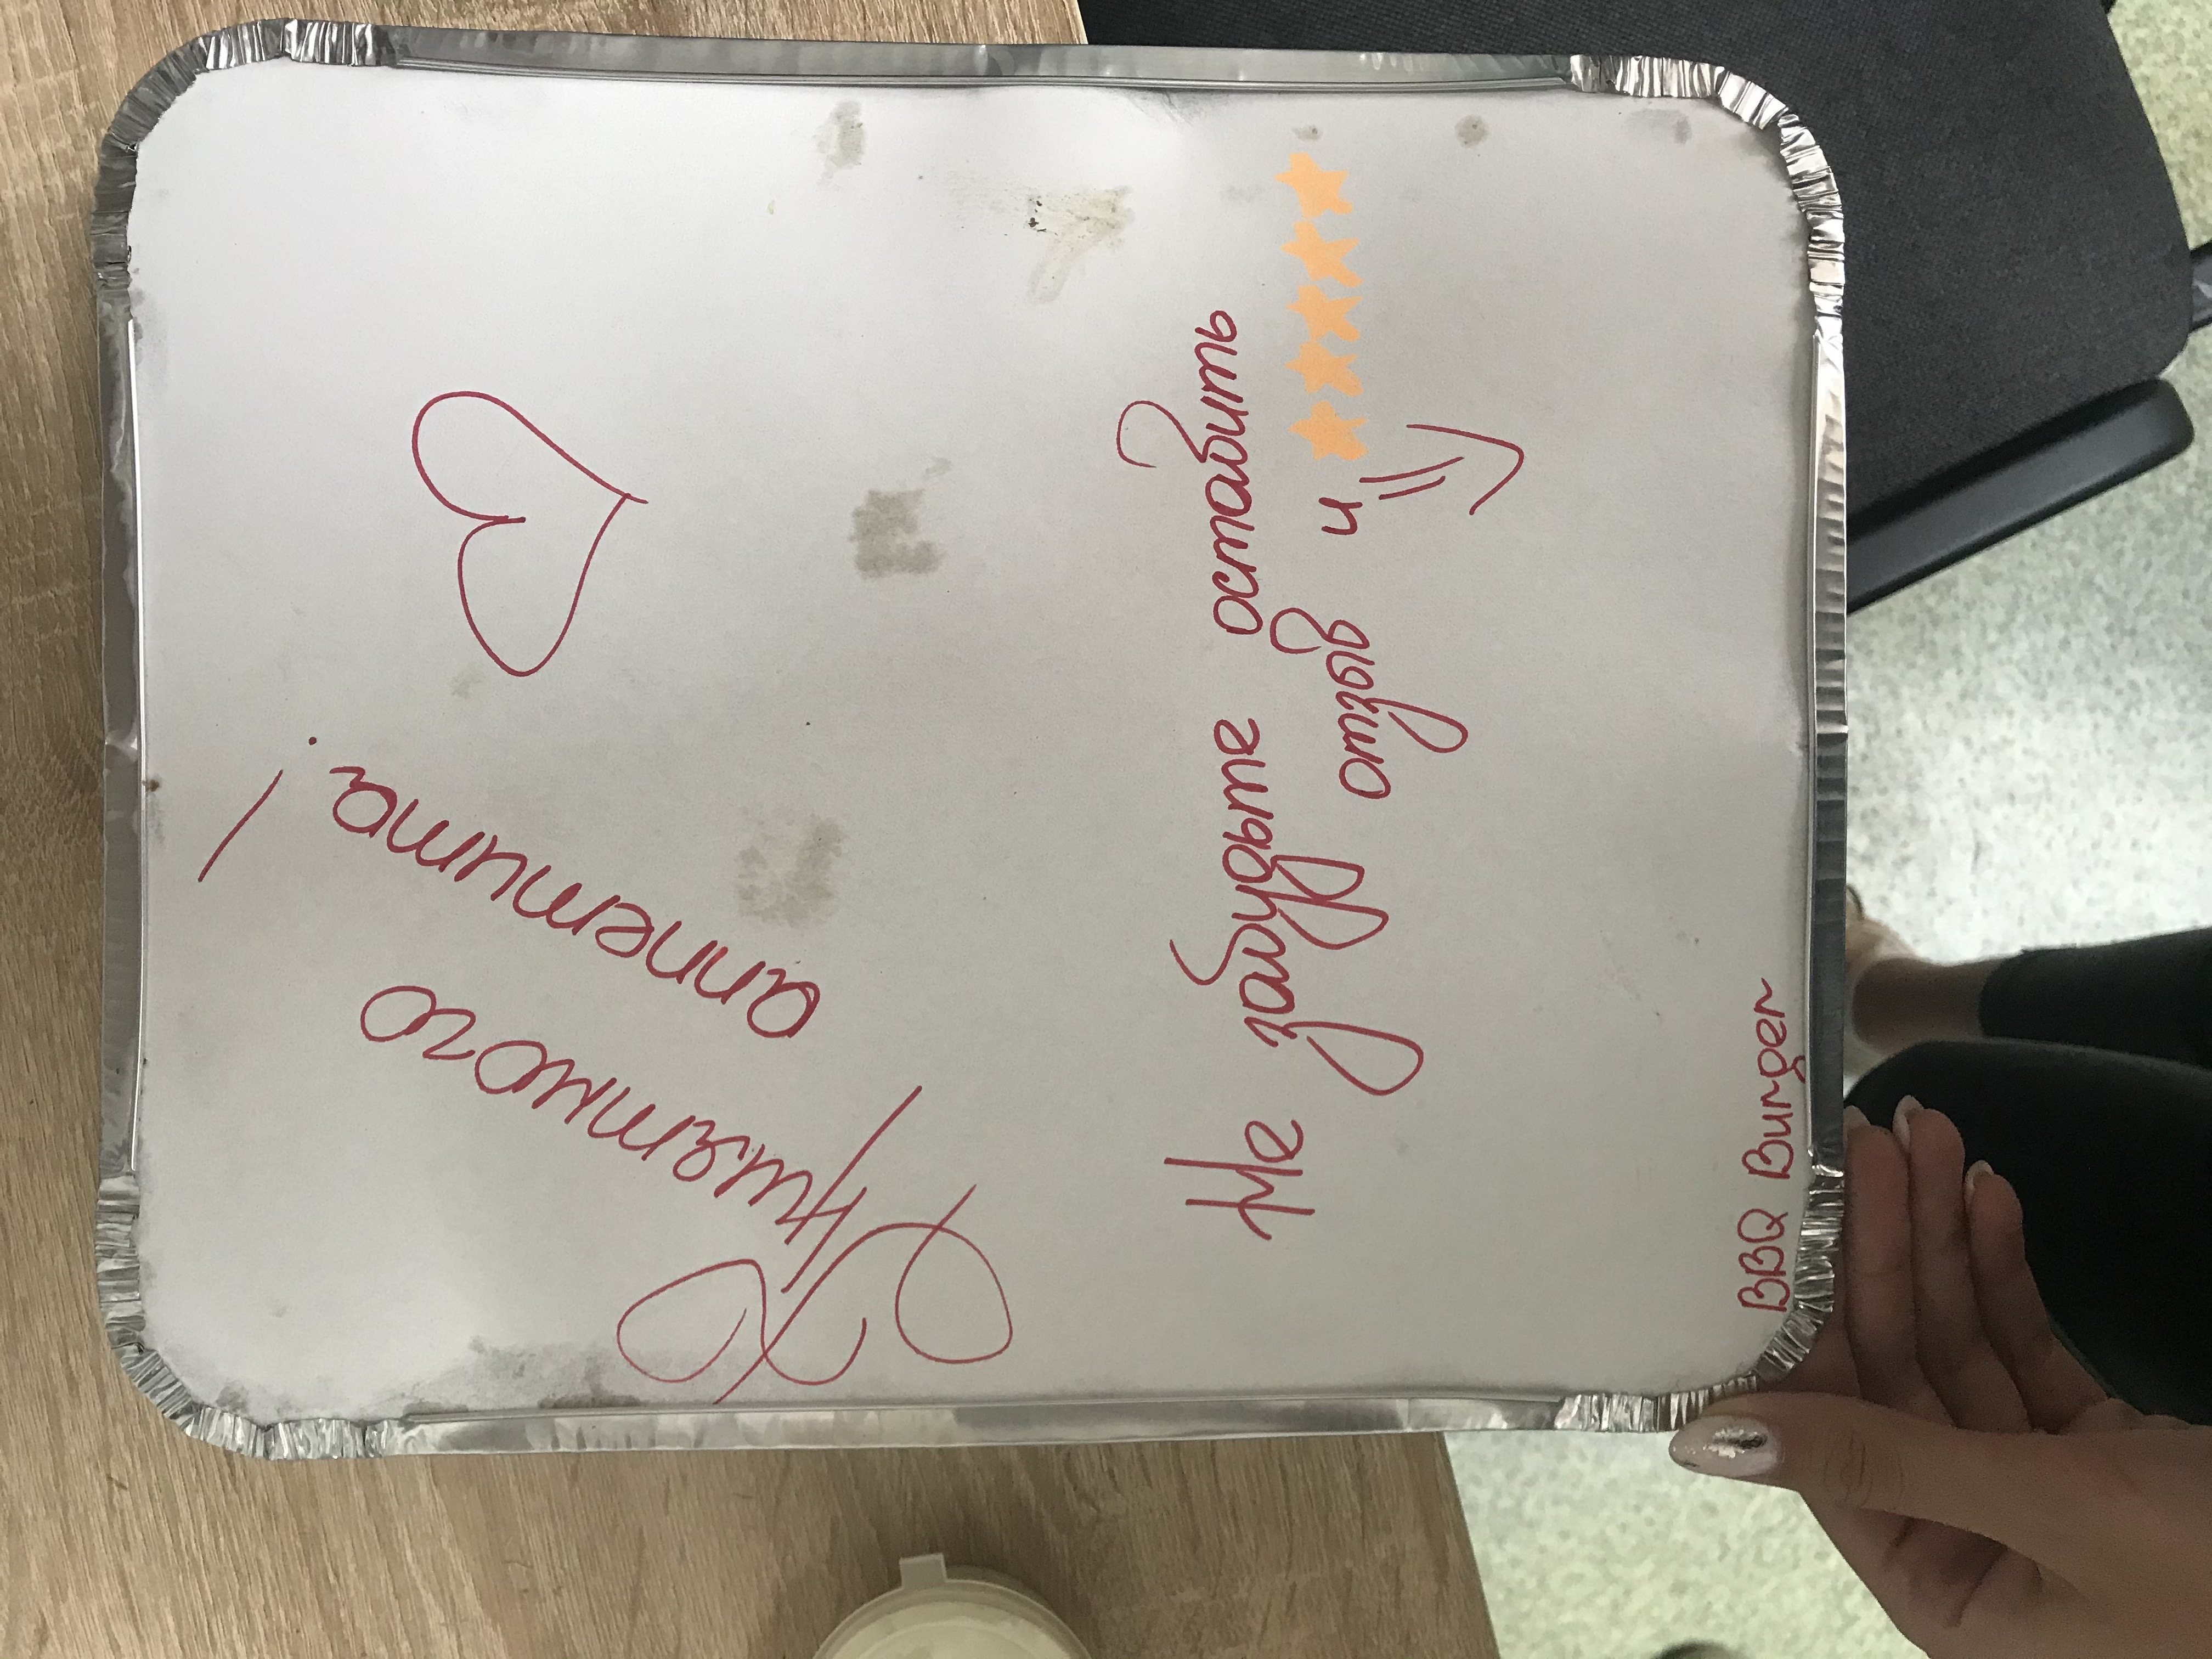 Приятного
аппетита!
Не забудьте оставить
отзыв и ★★★★★
BBQ Burger